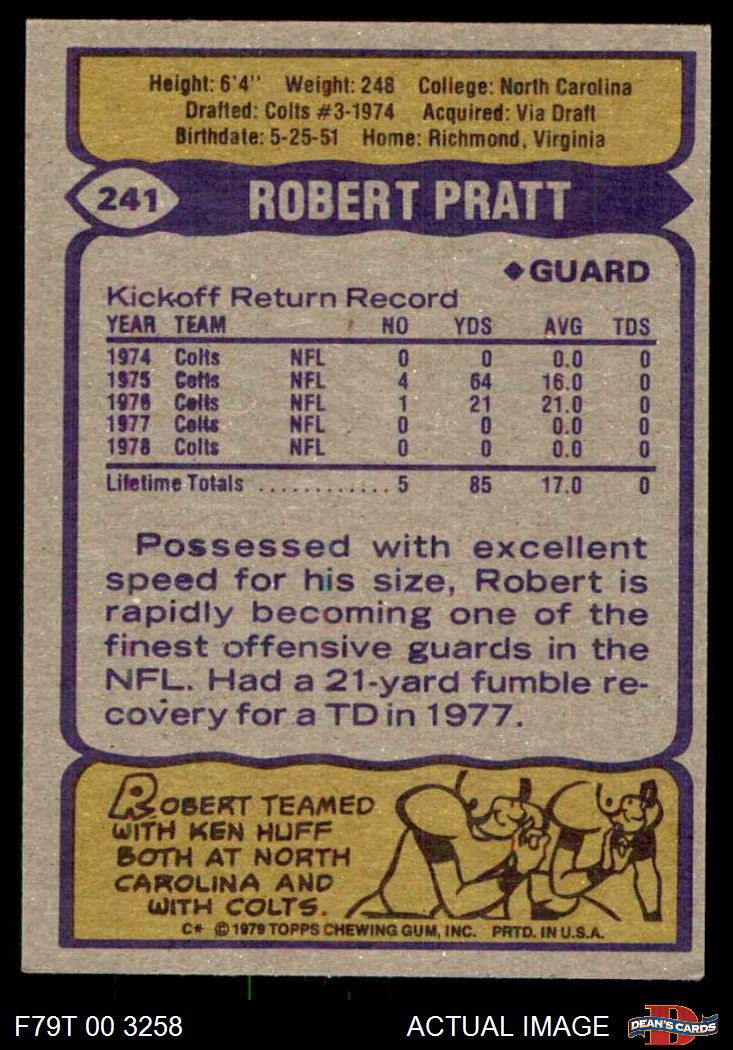 Height: 6'4" Weight: 248 College: North Carolina
Drafted: Colts #3-1974 Acquired: Via Draft
Birthdate: 5-25-51 Home: Richmond, Virginia
241 ROBERT PRATT
◆GUARD
Kickoff Return Record
YEAR TEAM NO YDS AVG TDS
1974 Colts NFL 0 0 0.0 0
1975 Colts NFL 4 64 16.0 0
1976 Colts NFL 1 21 21.0 0
1977 Colts NFL 0 0 0.0 0
1978 Colts NFL 0 0 0.0 0
Lifetime Totals ............ 5 85 17.0 0
Possessed with excellent
speed for his size, Robert is
rapidly becoming one of the
finest offensive guards in the
NFL. Had a 21-yard fumble re-
covery for a TD in 1977.
ROBERT TEAMED
WITH KEN HUFF
BOTH AT NORTH
CAROLINA AND
WITH COLTS.
C* © 1979 TOPPS CHEWING GUM, INC. PRTD. IN U.S.A.
F79T 00 3258 ACTUAL IMAGE D DEAN'S CARDS